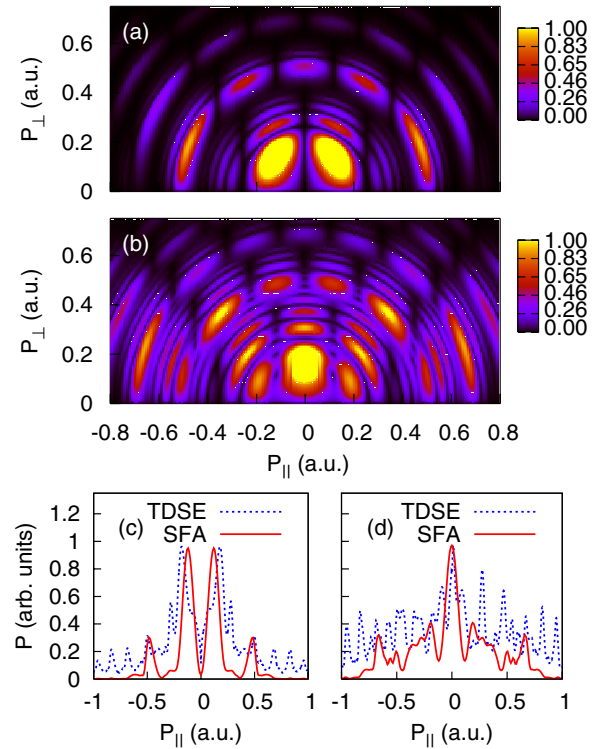 (a)
P⊥ (a.u.)
0.6
0.4
0.2
0
1.00
0.83
0.66
0.46
0.26
0.00
(b)
P⊥ (a.u.)
0.6
0.4
0.2
0
1.00
0.83
0.65
0.46
0.26
0.00
-0.8 -0.6 -0.4 -0.2 0 0.2 0.4 0.6 0.8
P|| (a.u.)
P (arb. units)
1.2
1
0.8
0.6
0.4
0.2
0
(c)
TDSE
SFA
-1 -0.5 0 0.5 1
P|| (a.u.)
(d)
TDSE
SFA
-1 -0.5 0 0.5 1
P|| (a.u.)